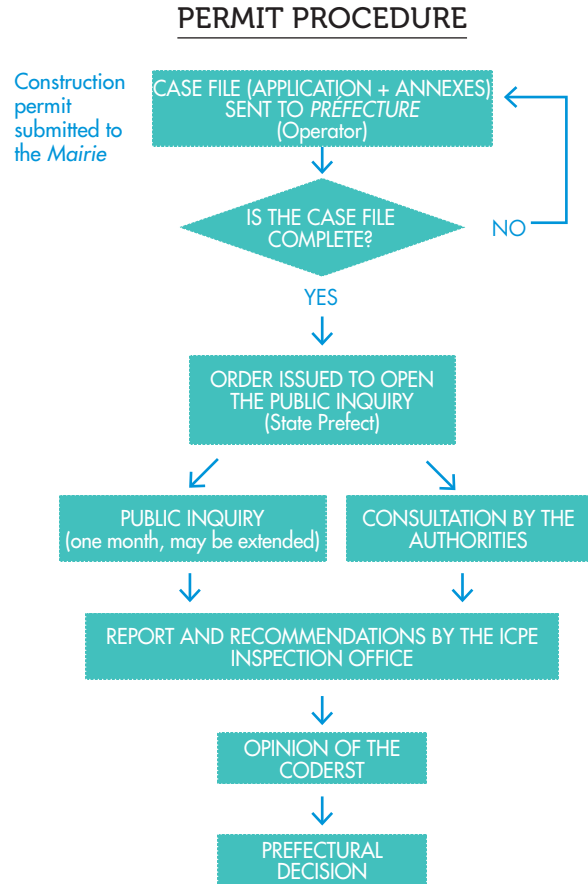 PERMIT PROCEDURE
Construction
permit
submitted to
the Mairie
CASE FILE (APPLICATION + ANNEXES)
SENT TO PRÉFECTURE
(Operator)
IS THE CASE FILE
COMPLETE?
NO
YES
ORDER ISSUED TO OPEN
THE PUBLIC INQUIRY
(State Prefect)
PUBLIC INQUIRY
(one month, may be extended)
CONSULTATION BY THE
AUTHORITIES
REPORT AND RECOMMENDATIONS BY THE ICPE
INSPECTION OFFICE
OPINION OF THE
CODERST
PREFECTURAL
DECISION